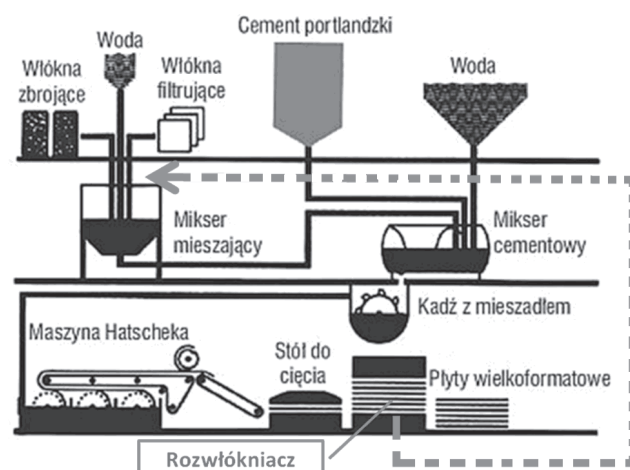 Cement portlandzki
Woda
Włókna
zbrojące
Włókna
filtrujące
Woda
Mikser
mieszający
Mikser
cementowy
Kadź z mieszadłem
Maszyna Hatscheka
Stół do
cięcia
Płyty wielkoformatowe
Rozwłókniacz